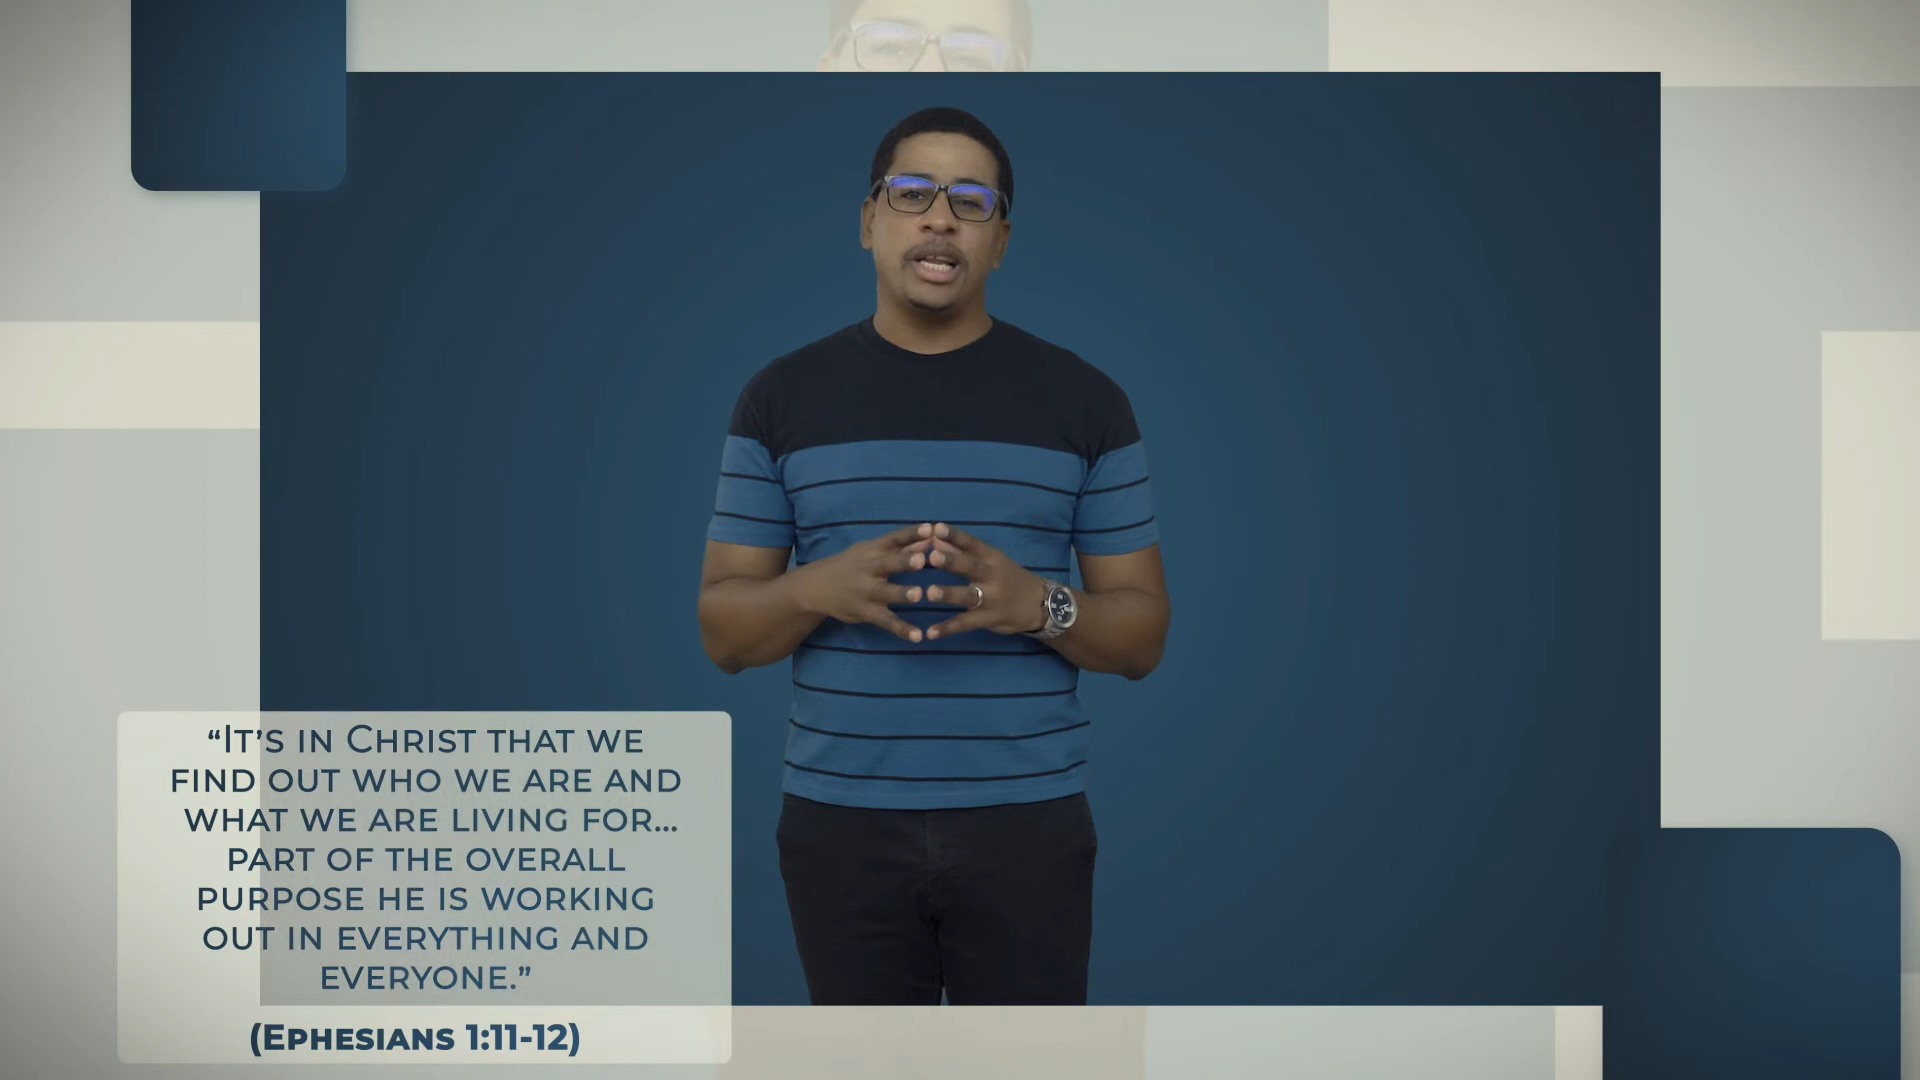 “It’s in Christ that we
find out who we are and
what we are living for...
part of the overall
purpose he is working
out in everything and
everyone.”
(Ephesians 1:11-12)